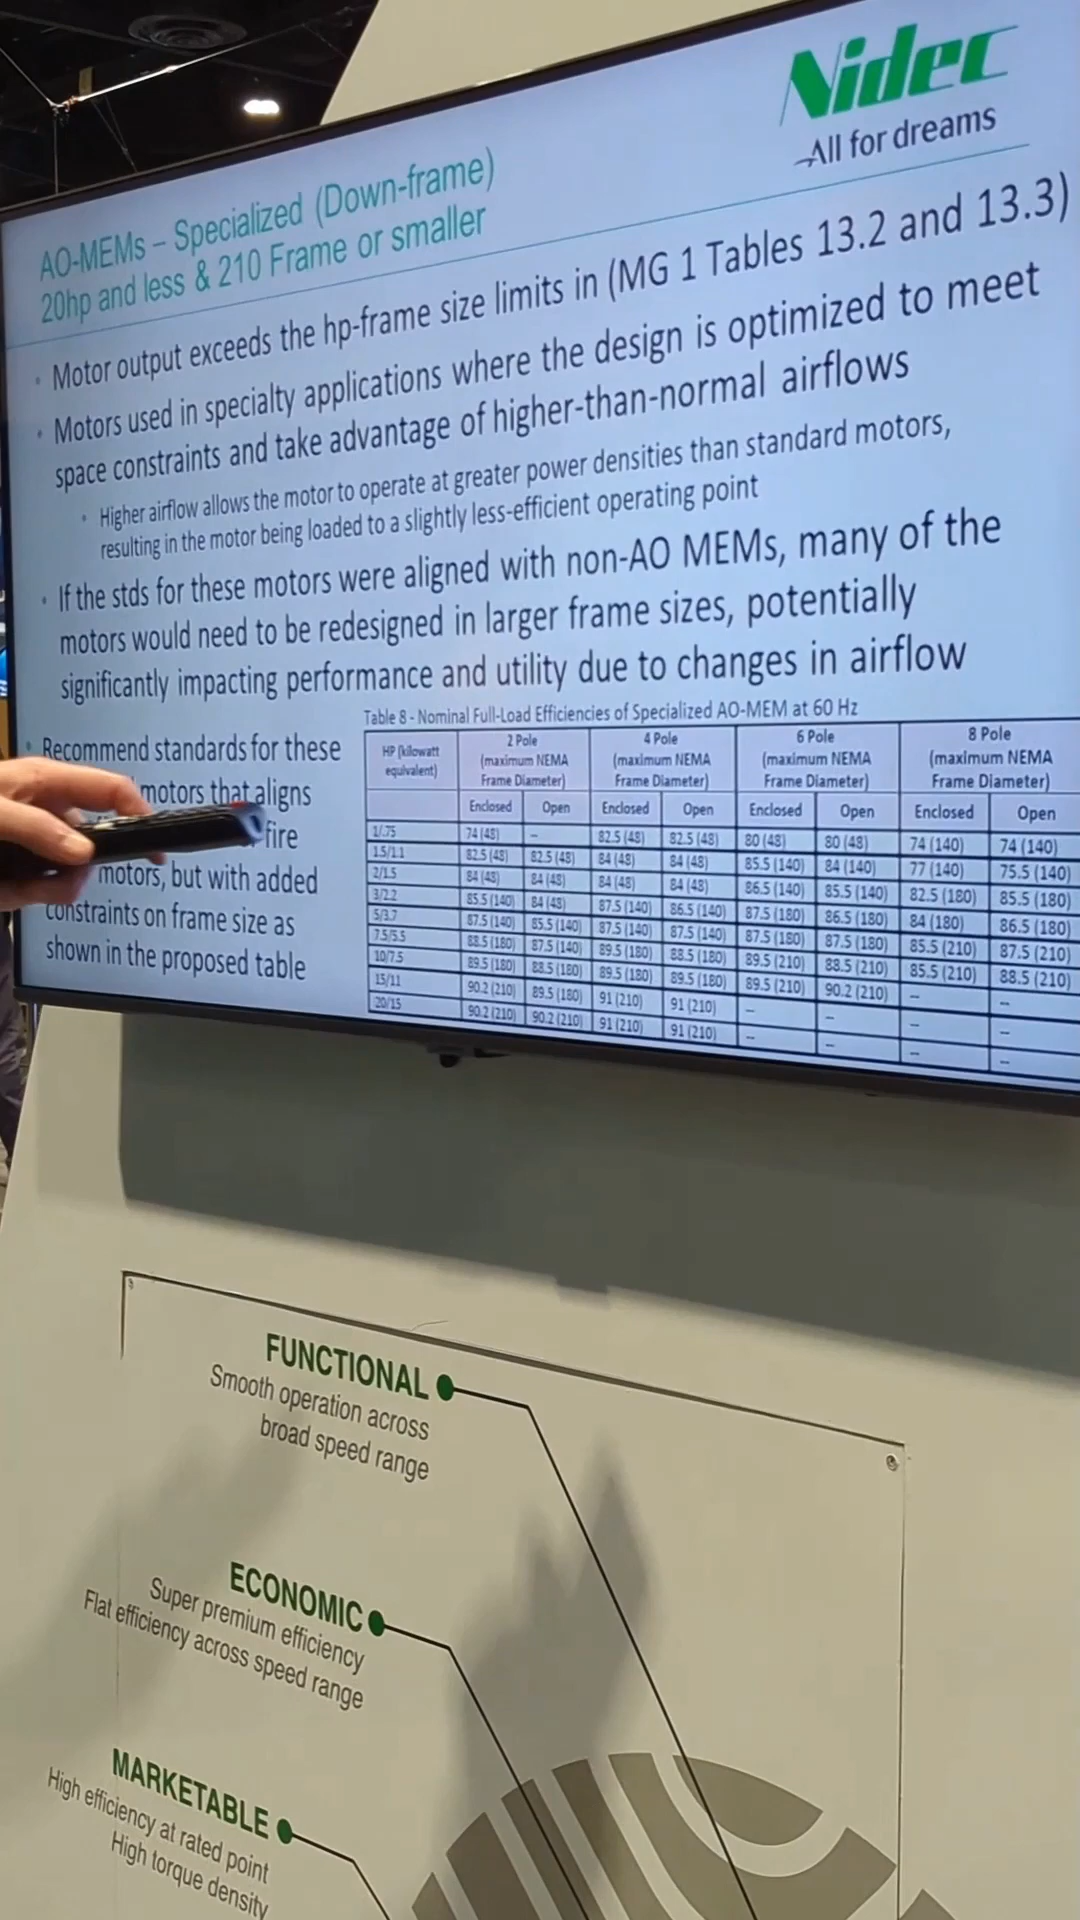 Nidec
All for dreams
AO-MEMs – Specialized (Down-frame)
20hp and less & 210 Frame or smaller
• Motor output exceeds the hp-frame size limits in (MG 1 Tables 13.2 and 13.3)
• Motors used in specialty applications where the design is optimized to meet
space constraints and take advantage of higher-than-normal airflows
• Higher airflow allows the motor to operate at greater power densities than standard motors,
resulting in the motor being loaded to a slightly less-efficient operating point
• If the stds for these motors were aligned with non-AO MEMs, many of the
motors would need to be redesigned in larger frame sizes, potentially
significantly impacting performance and utility due to changes in airflow
• Recommend standards for these
motors that aligns
fire
motors, but with added
constraints on frame size as
shown in the proposed table
Table 8 - Nominal Full-Load Efficiencies of Specialized AO-MEM at 60 Hz
HP (kilowatt equivalent) 2 Pole (maximum NEMA Frame Diameter) 4 Pole (maximum NEMA Frame Diameter) 6 Pole (maximum NEMA Frame Diameter) 8 Pole (maximum NEMA Frame Diameter)
Enclosed Open Enclosed Open Enclosed Open Enclosed Open
1/.75 74 (48) – 82.5 (48) 82.5 (48) 80 (48) 80 (48) 74 (140) 74 (140)
1.5/1.1 82.5 (48) 82.5 (48) 84 (48) 84 (48) 85.5 (140) 84 (140) 77 (140) 75.5 (140)
2/1.5 84 (48) 84 (48) 84 (48) 84 (48) 86.5 (140) 85.5 (140) 82.5 (180) 85.5 (180)
3/2.2 85.5 (140) 84 (48) 87.5 (140) 86.5 (140) 87.5 (180) 86.5 (180) 84 (180) 86.5 (180)
5/3.7 87.5 (140) 85.5 (140) 87.5 (140) 87.5 (140) 87.5 (180) 87.5 (180) 85.5 (210) 87.5 (210)
7.5/5.5 88.5 (180) 87.5 (140) 89.5 (180) 88.5 (180) 89.5 (210) 88.5 (210) 85.5 (210) 88.5 (210)
10/7.5 89.5 (180) 88.5 (180) 89.5 (180) 89.5 (180) 89.5 (210) 90.2 (210) – –
15/11 90.2 (210) 89.5 (180) 91 (210) 91 (210) – – – –
20/15 90.2 (210) 90.2 (210) 91 (210) 91 (210) – – – –
FUNCTIONAL
Smooth operation across
broad speed range
ECONOMIC
Super premium efficiency
Flat efficiency across speed range
MARKETABLE
High efficiency at rated point
High torque density